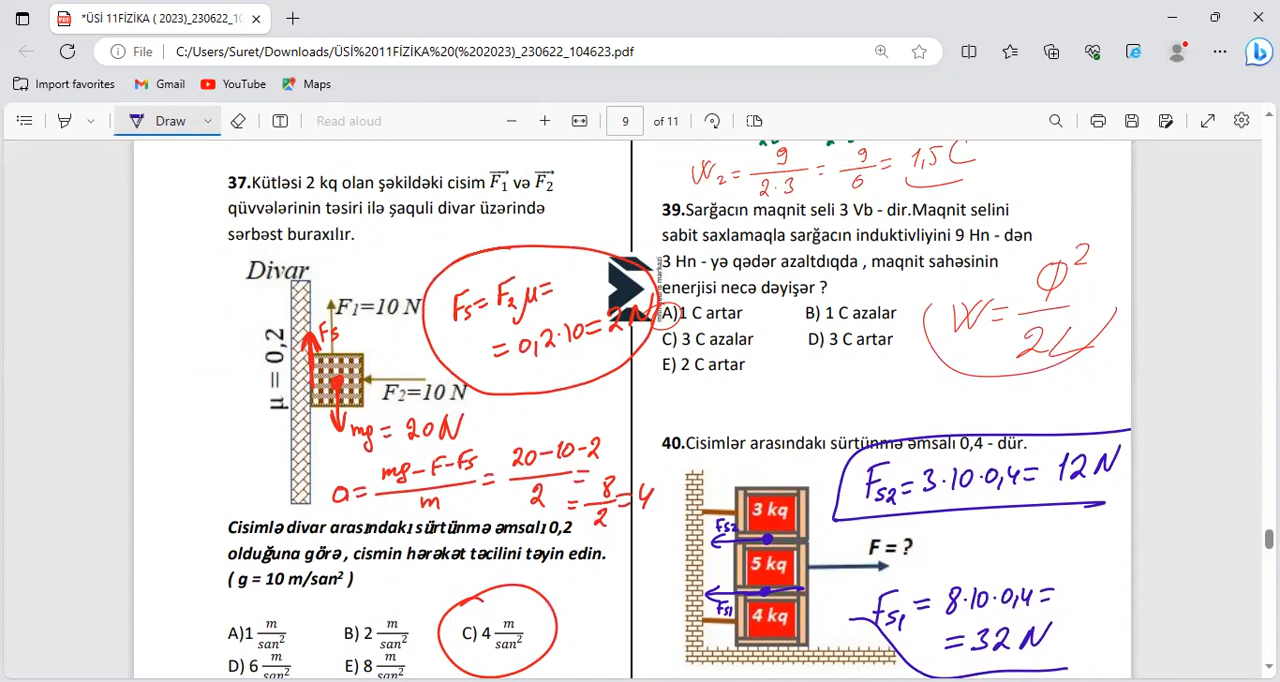 *ÜSİ 11FİZİKA ( 2023)_230622_10
File C:/Users/Suret/Downloads/ÜSİ%2011FİZİKA%20(%202023)_230622_104623.pdf
Import favorites Gmail YouTube Maps
Draw Read aloud 9 of 11
37.Kütləsi 2 kq olan şəkildəki cisim F₁ və F₂
qüvvələrinin təsiri ilə şaquli divar üzərində
sərbəst buraxılır.
Divar
F₁=10 N
Fs
μ = 0,2
F₂=10 N
Fs = F₂μ =
= 0,2·10 = 2N
mg = 20N
a = (mg-F-Fs)/m = (20-10-2)/2 =
= 8/2 = 4
Cisimlə divar arasındakı sürtünmə əmsalı 0,2
olduğuna görə , cismin hərəkət təcilini təyin edin.
( g = 10 m/san² )
A)1 m/san² B) 2 m/san² C) 4 m/san²
D) 6 m/san² E) 8 m/san²
W₂ = 9/(2·3) = 9/6 = 1,5 C
39.Sarğacın maqnit seli 3 Vb - dir.Maqnit selini
sabit saxlamaqla sarğacın induktivliyini 9 Hn - dən
3 Hn - yə qədər azaltdıqda , maqnit sahəsinin
enerjisi necə dəyişər ?
A)1 C artar B) 1 C azalar
C) 3 C azalar D) 3 C artar
E) 2 C artar
W = Φ²/2L
40.Cisimlər arasındakı sürtünmə əmsalı 0,4 - dür.
Fs₂ = 3·10·0,4 = 12N
3 kq
Fs₂
5 kq
F = ?
Fs₁
4 kq
Fs₁ = 8·10·0,4 =
= 32N